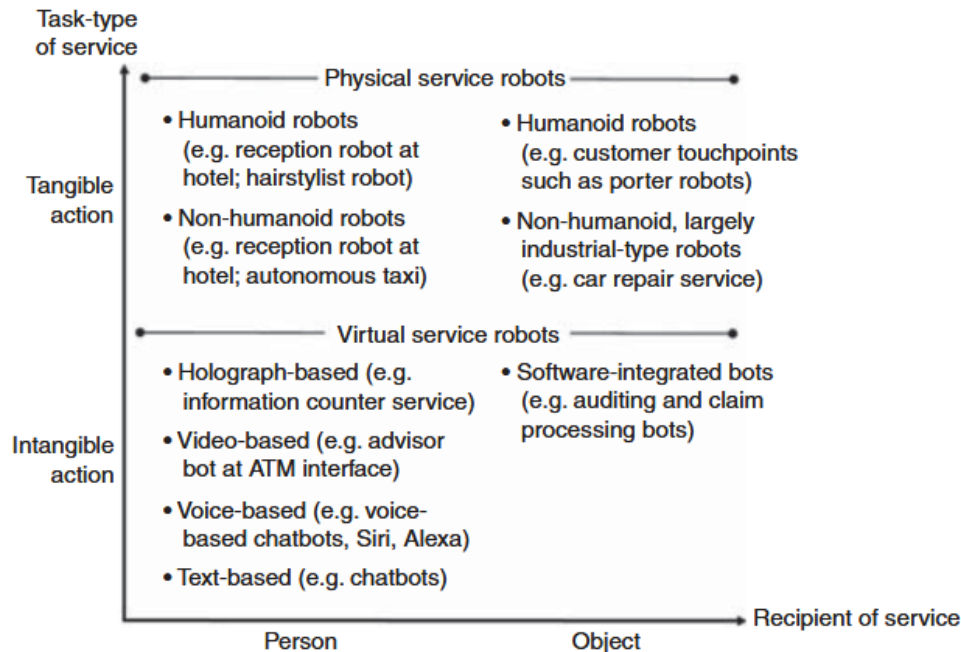 Task-type
of service
Physical service robots
• Humanoid robots
(e.g. reception robot at
hotel; hairstylist robot)
• Non-humanoid robots
(e.g. reception robot at
hotel; autonomous taxi)
• Humanoid robots
(e.g. customer touchpoints
such as porter robots)
• Non-humanoid, largely
industrial-type robots
(e.g. car repair service)
Tangible
action
Virtual service robots
• Holograph-based (e.g.
information counter service)
• Video-based (e.g. advisor
bot at ATM interface)
• Voice-based (e.g. voice-
based chatbots, Siri, Alexa)
• Text-based (e.g. chatbots)
• Software-integrated bots
(e.g. auditing and claim
processing bots)
Intangible
action
Person
Object
Recipient of service